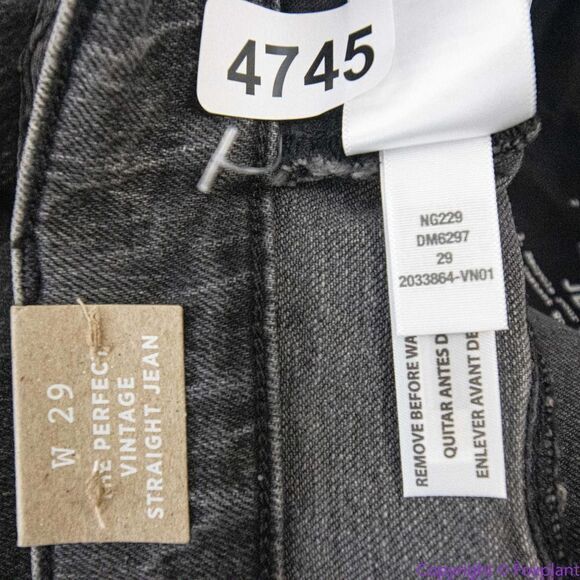 4745
NG229
DM6297
29
2033864-VN01
REMOVE BEFORE WA
QUITAR ANTES D
ENLEVER AVANT DE
W 29
THE PERFECT
VINTAGE
STRAIGHT JEAN
Copyright © Foxplant